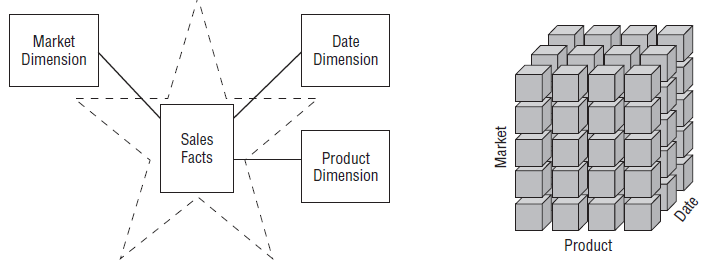 Market
Dimension
Date
Dimension
Sales
Facts
Product
Dimension
Market
Product
Date